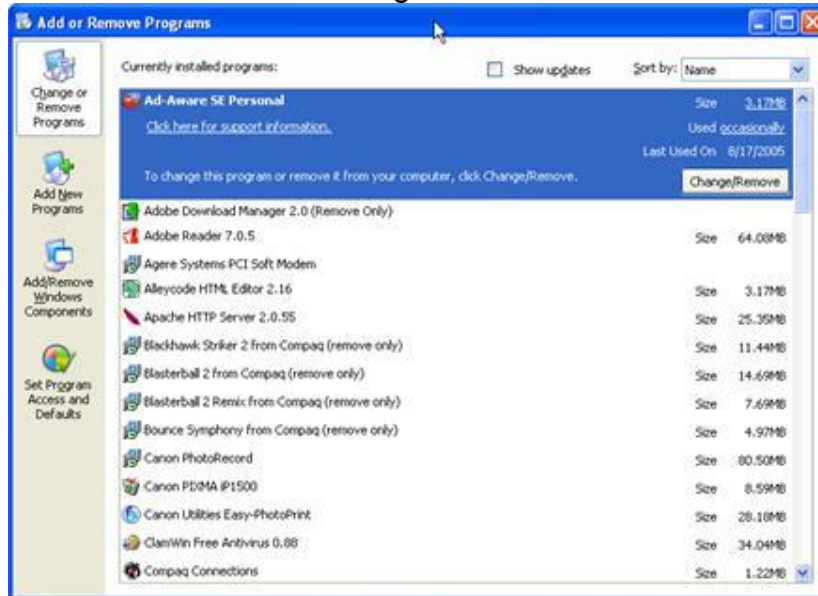 Add or Remove Programs
Change or
Remove
Programs
Add New
Programs
Add/Remove
Windows
Components
Set Program
Access and
Defaults
Currently installed programs:
Show updates
Sort by: Name
Ad-Aware SE Personal Size 3.17MB
Click here for support information. Used occasionally
Last Used On 8/17/2005
To change this program or remove it from your computer, click Change/Remove. Change/Remove
Adobe Download Manager 2.0 (Remove Only)
Adobe Reader 7.0.5 Size 64.08MB
Agere Systems PCI Soft Modem
Alleycode HTML Editor 2.16 Size 3.17MB
Apache HTTP Server 2.0.55 Size 25.35MB
Blackhawk Striker 2 from Compaq (remove only) Size 11.44MB
Blasterball 2 from Compaq (remove only) Size 14.69MB
Blasterball 2 Remix from Compaq (remove only) Size 7.69MB
Bounce Symphony from Compaq (remove only) Size 4.97MB
Canon PhotoRecord Size 80.50MB
Canon PIXMA iP1500 Size 8.59MB
Canon Utilities Easy-PhotoPrint Size 28.18MB
ClamWin Free Antivirus 0.88 Size 34.04MB
Compaq Connections Size 1.22MB